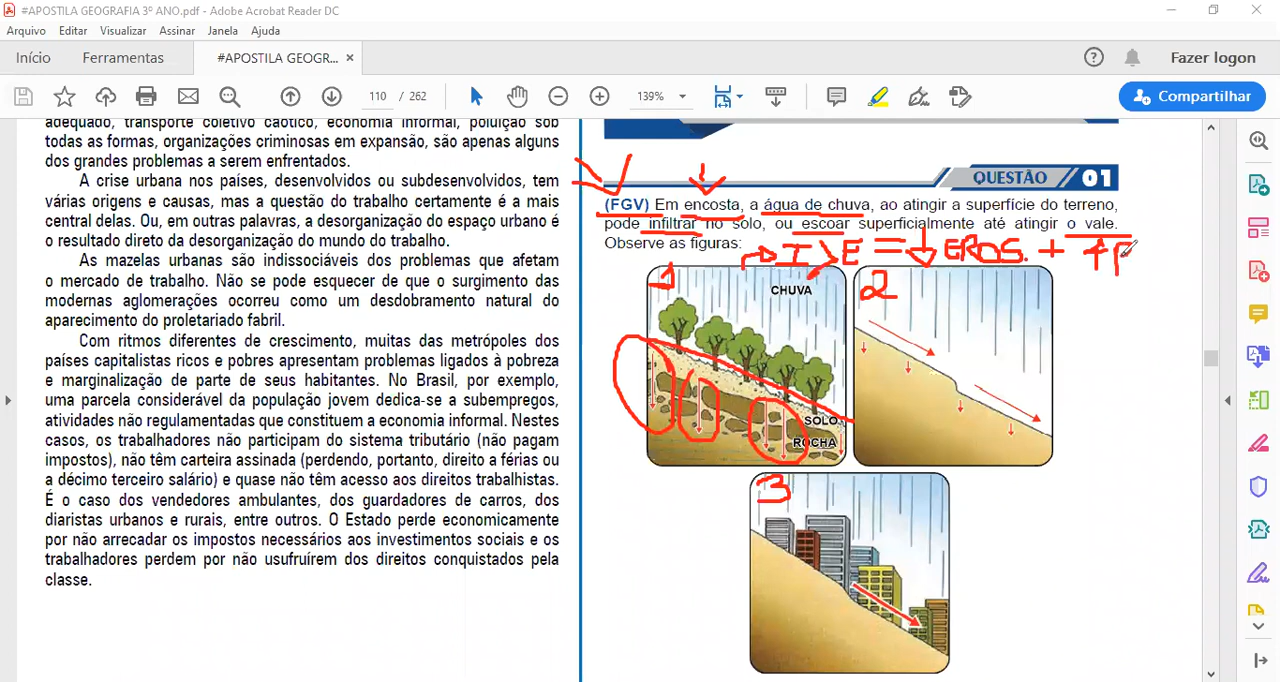 #APOSTILA GEOGRAFIA 3º ANO.pdf - Adobe Acrobat Reader DC
Arquivo Editar Visualizar Assinar Janela Ajuda
Início Ferramentas #APOSTILA GEOGR... × Fazer logon
110 / 262 139% Compartilhar
adequado, transporte coletivo caótico, economia informal, poluição sob
todas as formas, organizações criminosas em expansão, são apenas alguns
dos grandes problemas a serem enfrentados.
A crise urbana nos países, desenvolvidos ou subdesenvolvidos, tem
várias origens e causas, mas a questão do trabalho certamente é a mais
central delas. Ou, em outras palavras, a desorganização do espaço urbano é
o resultado direto da desorganização do mundo do trabalho.
As mazelas urbanas são indissociáveis dos problemas que afetam
o mercado de trabalho. Não se pode esquecer de que o surgimento das
modernas aglomerações ocorreu como um desdobramento natural do
aparecimento do proletariado fabril.
Com ritmos diferentes de crescimento, muitas das metrópoles dos
países capitalistas ricos e pobres apresentam problemas ligados à pobreza
e marginalização de parte de seus habitantes. No Brasil, por exemplo,
uma parcela considerável da população jovem dedica-se a subempregos,
atividades não regulamentadas que constituem a economia informal. Nestes
casos, os trabalhadores não participam do sistema tributário (não pagam
impostos), não têm carteira assinada (perdendo, portanto, direito a férias ou
a décimo terceiro salário) e quase não têm acesso aos direitos trabalhistas.
É o caso dos vendedores ambulantes, dos guardadores de carros, dos
diaristas urbanos e rurais, entre outros. O Estado perde economicamente
por não arrecadar os impostos necessários aos investimentos sociais e os
trabalhadores perdem por não usufruírem dos direitos conquistados pela
classe.
QUESTÃO 01
(FGV) Em encosta, a água de chuva, ao atingir a superfície do terreno,
pode infiltrar no solo, ou escoar superficialmente até atingir o vale.
Observe as figuras:
I > E = ↓ EROS. + ↑
1
CHUVA
SOLO
ROCHA
2
3